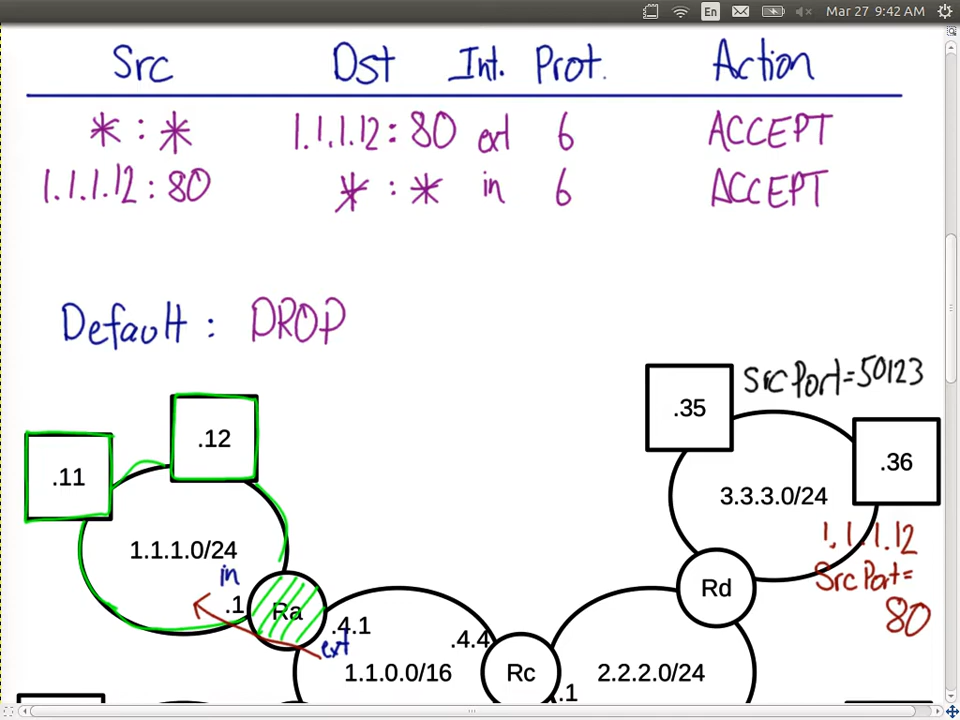 En Mar 27 9:42 AM
Src Dst Int. Prot. Action
* : * 1.1.1.12 : 80 ext 6 ACCEPT
1.1.1.12 : 80 * : * in 6 ACCEPT
Default : DROP
SrcPort=50123
.35
.12
.36
.11
3.3.3.0/24
1.1.1.12
1.1.1.0/24
in
SrcPort=
Rd
.1
Ra
80
.4.1
.4.4
ext
1.1.0.0/16
Rc
2.2.2.0/24
.1